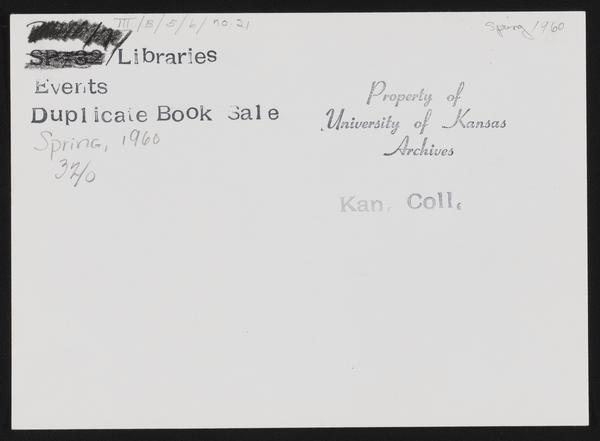 III/B/5/6/ no. 21
Spring 1960
/Libraries
Events
Duplicate Book Sale
Spring, 1960
32/0
Property of
University of Kansas
Archives
Kan. Coll.